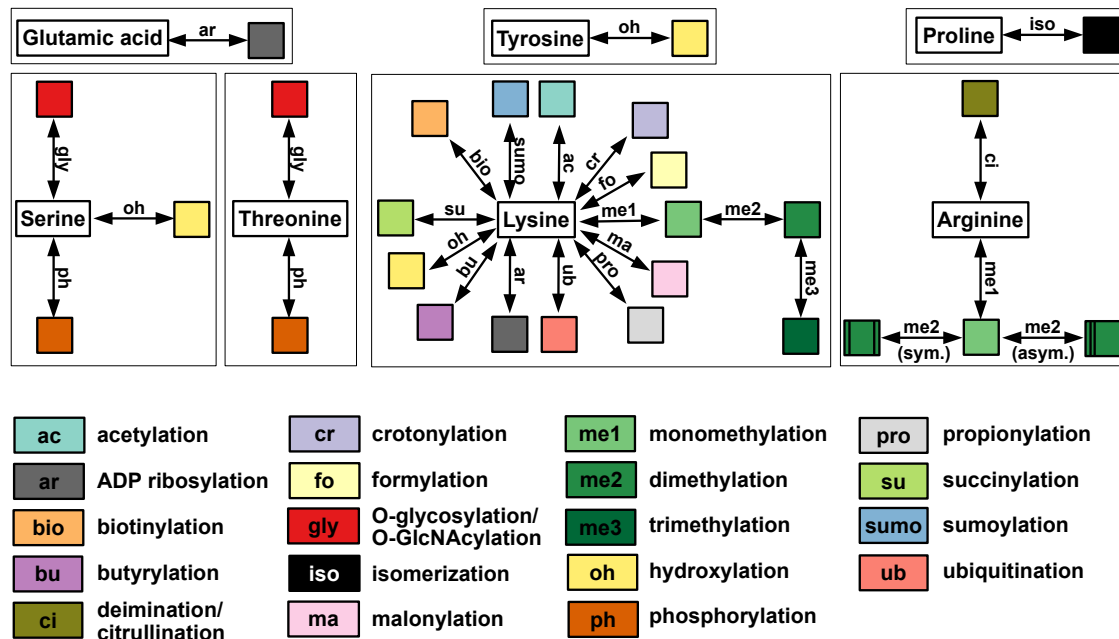 Glutamic acid
ar
Tyrosine
oh
Proline
iso
gly
Serine
oh
ph
gly
Threonine
ph
bio
sumo
ac
cr
fo
su
Lysine
me1
me2
oh
bu
ar
ub
pro
ma
me3
ci
Arginine
me1
me2
(sym.)
me2
(asym.)
ac acetylation
ar ADP ribosylation
bio biotinylation
bu butyrylation
ci deimination/
citrullination
cr crotonylation
fo formylation
gly O-glycosylation/
O-GlcNAcylation
iso isomerization
ma malonylation
me1 monomethylation
me2 dimethylation
me3 trimethylation
oh hydroxylation
ph phosphorylation
pro propionylation
su succinylation
sumo sumoylation
ub ubiquitination